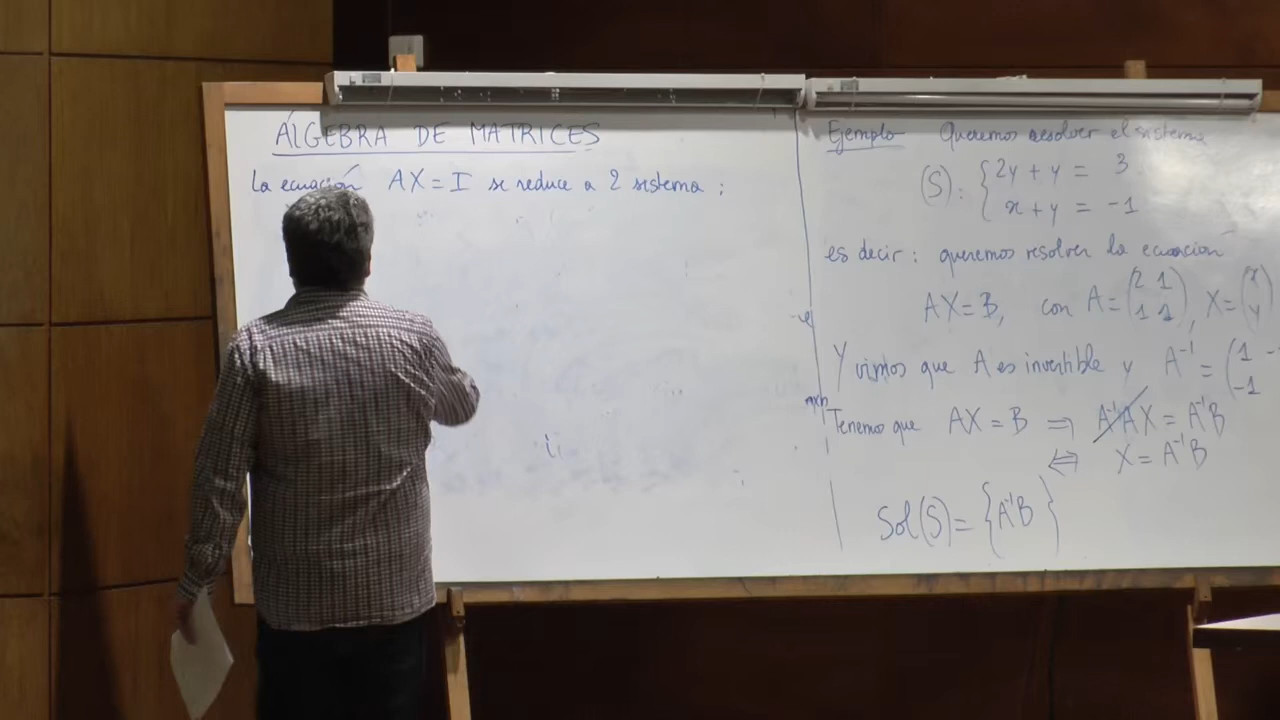 ÁLGEBRA DE MATRICES
La ecuación AX = I se reduce a 2 sistema :
Ejemplo Queremos resolver el sistema
(S): { 2y + y = 3
x + y = -1
es decir : queremos resolver la ecuación
AX = B, con A = (2 1
1 1), X = (x
y)
Y vimos que A es invertible y A⁻¹ = (1 -
-1
Tenemos que AX = B ⇒ A⁻¹AX = A⁻¹B
⇔ X = A⁻¹B
Sol(S) = {A⁻¹B}